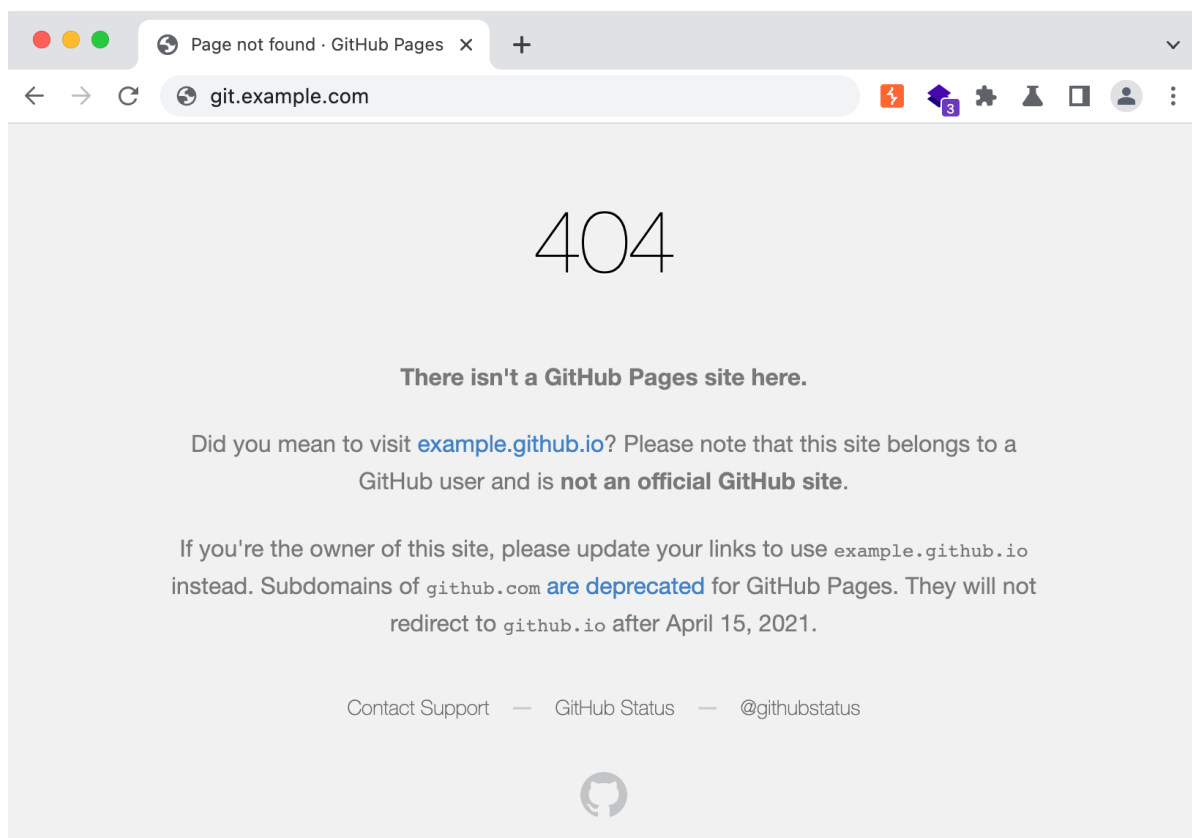 Page not found · GitHub Pages
git.example.com
3
404
There isn't a GitHub Pages site here.
Did you mean to visit example.github.io? Please note that this site belongs to a
GitHub user and is not an official GitHub site.
If you're the owner of this site, please update your links to use example.github.io
instead. Subdomains of github.com are deprecated for GitHub Pages. They will not
redirect to github.io after April 15, 2021.
Contact Support — GitHub Status — @githubstatus